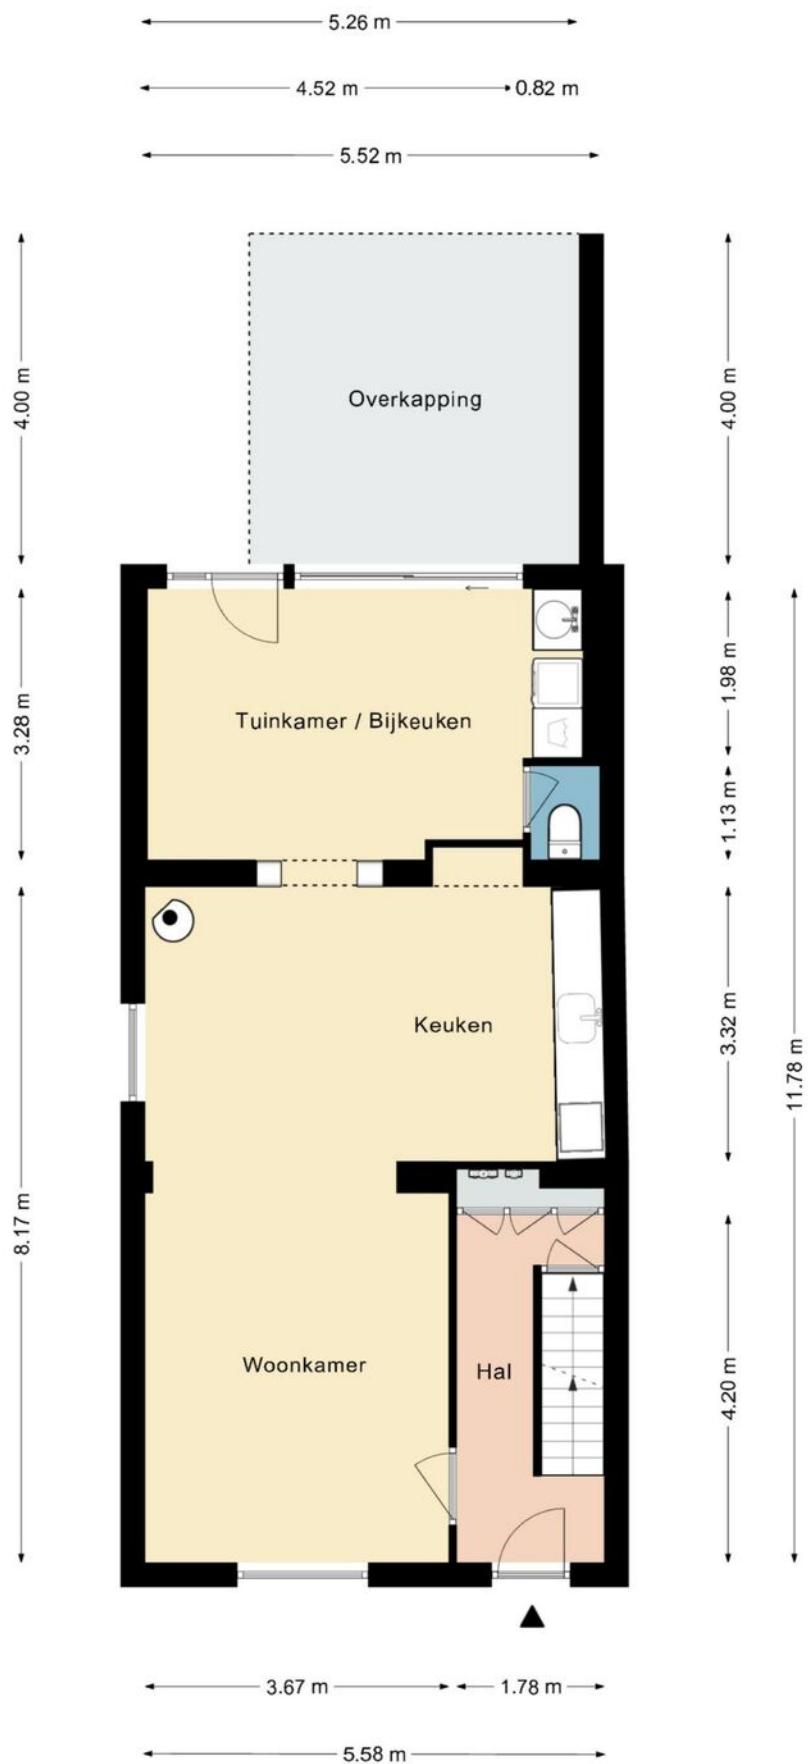 5.26 m
4.52 m
0.82 m
5.52 m
4.00 m
4.00 m
Overkapping
3.28 m
Tuinkamer / Bijkeuken
1.98 m
1.13 m
8.17 m
Keuken
3.32 m
11.78 m
Woonkamer
Hal
4.20 m
3.67 m
1.78 m
5.58 m